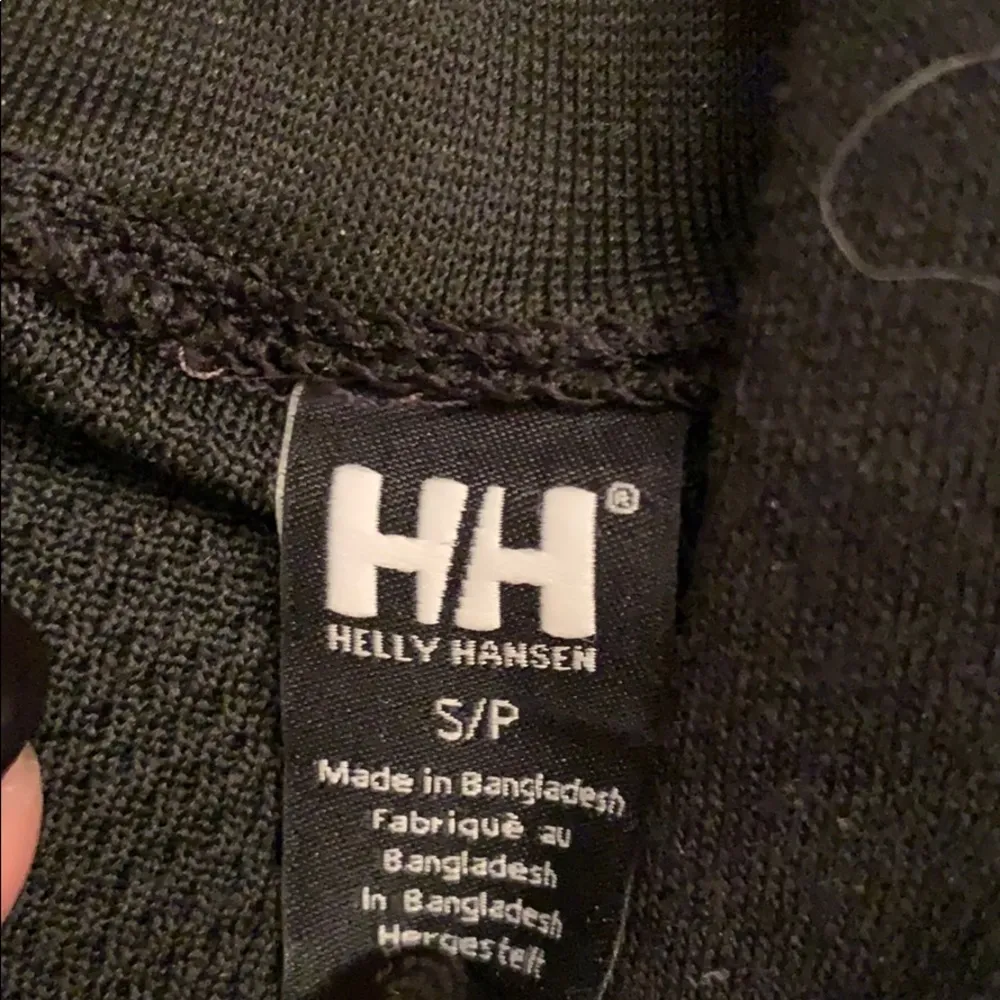 HH®
HELLY HANSEN
S/P
Made in Bangladesh
Fabriquè au
Bangladesh
In Bangladesh
Hergestellt